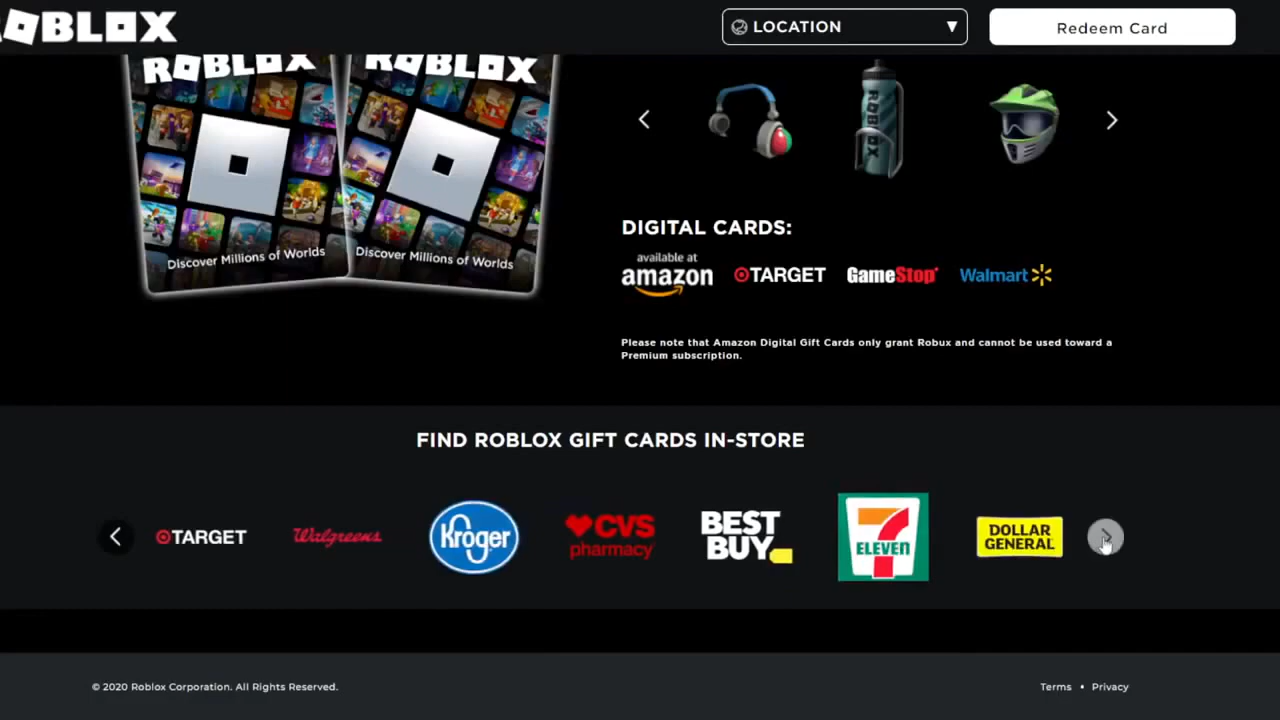 ROBLOX
LOCATION
Redeem Card
ROBLOX
ROBLOX
Discover Millions of Worlds
Discover Millions of Worlds
ROBLOX
DIGITAL CARDS:
available at
amazon
TARGET
GameStop
Walmart
Please note that Amazon Digital Gift Cards only grant Robux and cannot be used toward a
Premium subscription.
FIND ROBLOX GIFT CARDS IN-STORE
TARGET
Walgreens
Kroger
CVS
pharmacy
BEST
BUY
7
ELEVEN
DOLLAR
GENERAL
© 2020 Roblox Corporation. All Rights Reserved.
Terms • Privacy